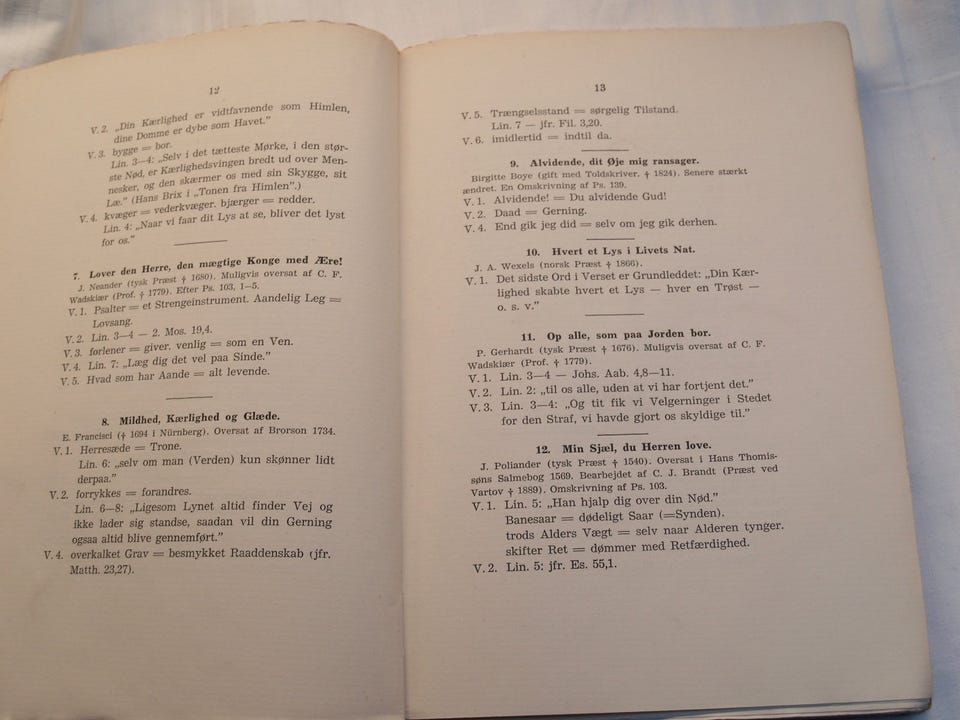 12
V. 2. „Din Kærlighed er vidtfavnende som Himlen,
dine Domme er dybe som Havet.”
V. 3. bygge = bor.
Lin. 3—4: „Selv i det tætteste Mørke, i den stør-
ste Nød, er Kærlighedsvingen bredt ud over Men-
nesker, og den skærmer os med sin Skygge, sit
Læ.” (Hans Brix i „Tonen fra Himlen”.)
V. 4. kvæger = vederkvæger. bjærger = redder.
Lin. 4: „Naar vi faar dit Lys at se, bliver det lyst
for os.”
7. Lover den Herre, den mægtige Konge med Ære!
J. Neander (tysk Præst † 1680). Muligvis oversat af C. F.
Wadskiær (Prof. † 1779). Efter Ps. 103, 1—5.
V. 1. Psalter = et Strengeinstrument. Aandelig Leg =
Lovsang.
V. 2. Lin. 3—4 — 2. Mos. 19,4.
V. 3. forlener = giver. venlig = som en Ven.
V. 4. Lin. 7: „Læg dig det vel paa Sinde.”
V. 5. Hvad som har Aande = alt levende.
8. Mildhed, Kærlighed og Glæde.
E. Francisci († 1694 i Nürnberg). Oversat af Brorson 1734.
V. 1. Herresæde = Trone.
Lin. 6: „selv om man (Verden) kun skønner lidt
derpaa.”
V. 2. forrykkes = forandres.
Lin. 6—8: „Ligesom Lynet altid finder Vej og
ikke lader sig standse, saadan vil din Gerning
ogsaa altid blive gennemført.”
V. 4. overkalket Grav = besmykket Raaddenskab (jfr.
Matth. 23,27).
13
V. 5. Trængselsstand = sørgelig Tilstand.
Lin. 7 — jfr. Fil. 3,20.
V. 6. imidlertid = indtil da.
9. Alvidende, dit Øje mig ransager.
Birgitte Boye (gift med Toldskriver. † 1824). Senere stærkt
ændret. En Omskrivning af Ps. 139.
V. 1. Alvidende! = Du alvidende Gud!
V. 2. Daad = Gerning.
V. 4. End gik jeg did = selv om jeg gik derhen.
10. Hvert et Lys i Livets Nat.
J. A. Wexels (norsk Præst † 1866).
V. 1. Det sidste Ord i Verset er Grundleddet: „Din Kær-
lighed skabte hvert et Lys — hver en Trøst —
o. s. v.”
11. Op alle, som paa Jorden bor.
P. Gerhardt (tysk Præst † 1676). Muligvis oversat af C. F.
Wadskiær († Prof. 1779).
V. 1. Lin. 3—4 — Johs. Aab. 4,8—11.
V. 2. Lin. 2: „til os alle, uden at vi har fortjent det.”
V. 3. Lin. 3—4: „Og tit fik vi Velgerninger i Stedet
for den Straf, vi havde gjort os skyldige til.”
12. Min Sjæl, du Herren love.
J. Poliander (tysk Præst † 1540). Oversat i Hans Thomis-
søns Salmebog 1569. Bearbejdet af C. J. Brandt (Præst ved
Vartov † 1889). Omskrivning af Ps. 103.
V. 1. Lin. 5: „Han hjalp dig over din Nød.”
Banesaar = dødeligt Saar (=Synden).
trods Alders Vægt = selv naar Alderen tynger.
skifter Ret = dømmer med Retfærdighed.
V. 2. Lin. 5: jfr. Es. 55,1.